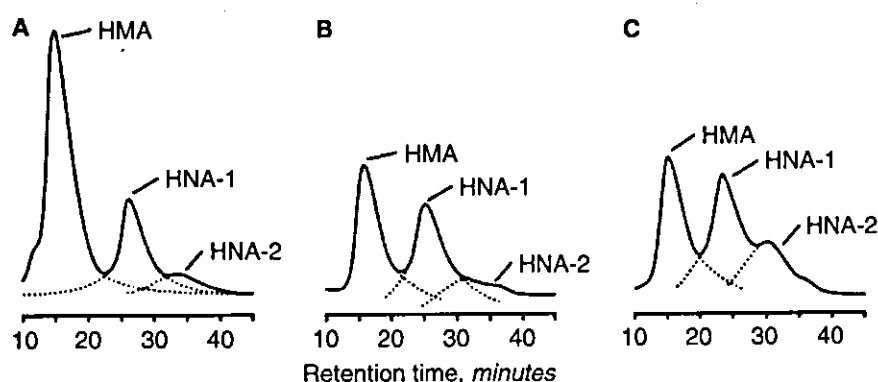 A
HMA
HNA-1
HNA-2
10 20 30 40
B
HMA
HNA-1
HNA-2
10 20 30 40
C
HMA
HNA-1
HNA-2
10 20 30 40
Retention time, minutes